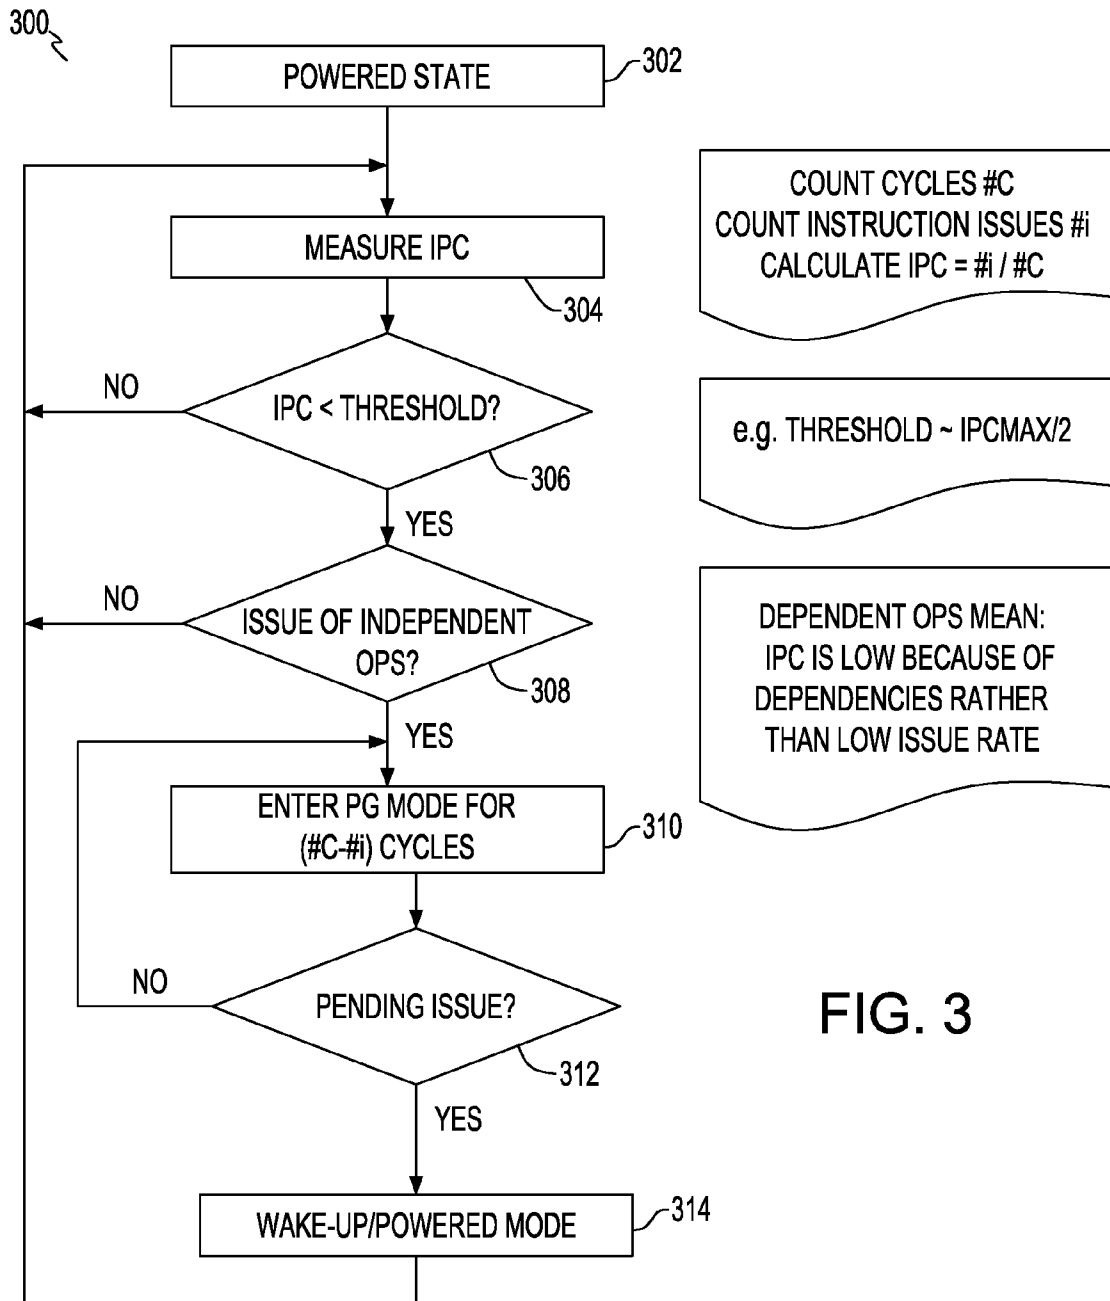 300
POWERED STATE
302
COUNT CYCLES #C
COUNT INSTRUCTION ISSUES #i
CALCULATE IPC = #i / #C
MEASURE IPC
304
NO
IPC < THRESHOLD?
306
e.g. THRESHOLD ~ IPCMAX/2
YES
NO
ISSUE OF INDEPENDENT
OPS?
308
DEPENDENT OPS MEAN:
IPC IS LOW BECAUSE OF
DEPENDENCIES RATHER
THAN LOW ISSUE RATE
YES
ENTER PG MODE FOR
(#C-#i) CYCLES
310
NO
PENDING ISSUE?
312
FIG. 3
YES
WAKE-UP/POWERED MODE
314